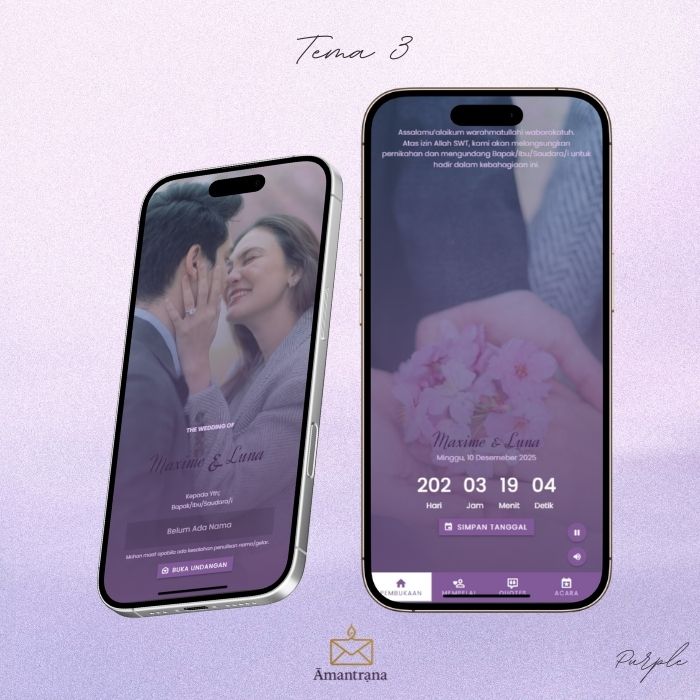 Tema 3
THE WEDDING OF
Maxime & Luna
Kepada Ytf;
Bapak/Ibu/Saudara/i
Belum Ada Nama
Mohon maaf apabila ada kesalahan penulisan nama/gelar.
BUKA UNDANGAN
Assalamu'alaikum warahmatullahi wabarakatuh.
Atas izin Allah SWT, kami akan melangsungkan
pernikahan dan mengundang Bapak/Ibu/Saudara/i untuk
hadir dalam kebahagiaan ini.
Maxime & Luna
Minggu, 10 Desemeber 2025
202 03 19 04
Hari Jam Menit Detik
SIMPAN TANGGAL
PEMBUKAAN MEMPELAI QUOTES ACARA
Āmantraṇa
Purple